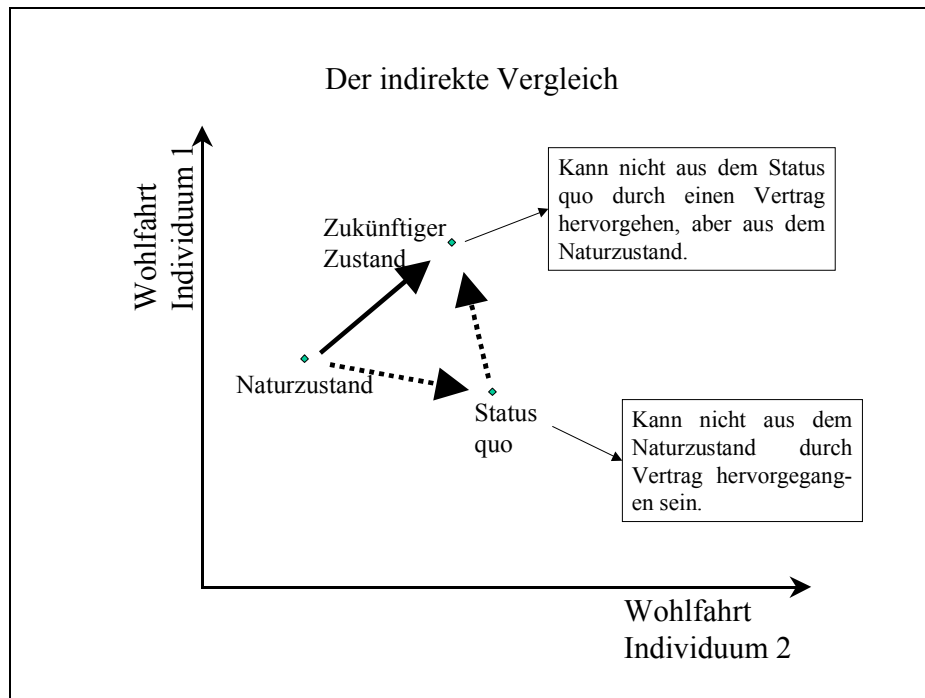 Der indirekte Vergleich
Wohlfahrt
Individuum 1
Kann nicht aus dem Status
quo durch einen Vertrag
hervorgehen, aber aus dem
Naturzustand.
Zukünftiger
Zustand
Naturzustand
Status
quo
Kann nicht aus dem
Naturzustand durch
Vertrag hervorgegang-
en sein.
Wohlfahrt
Individuum 2